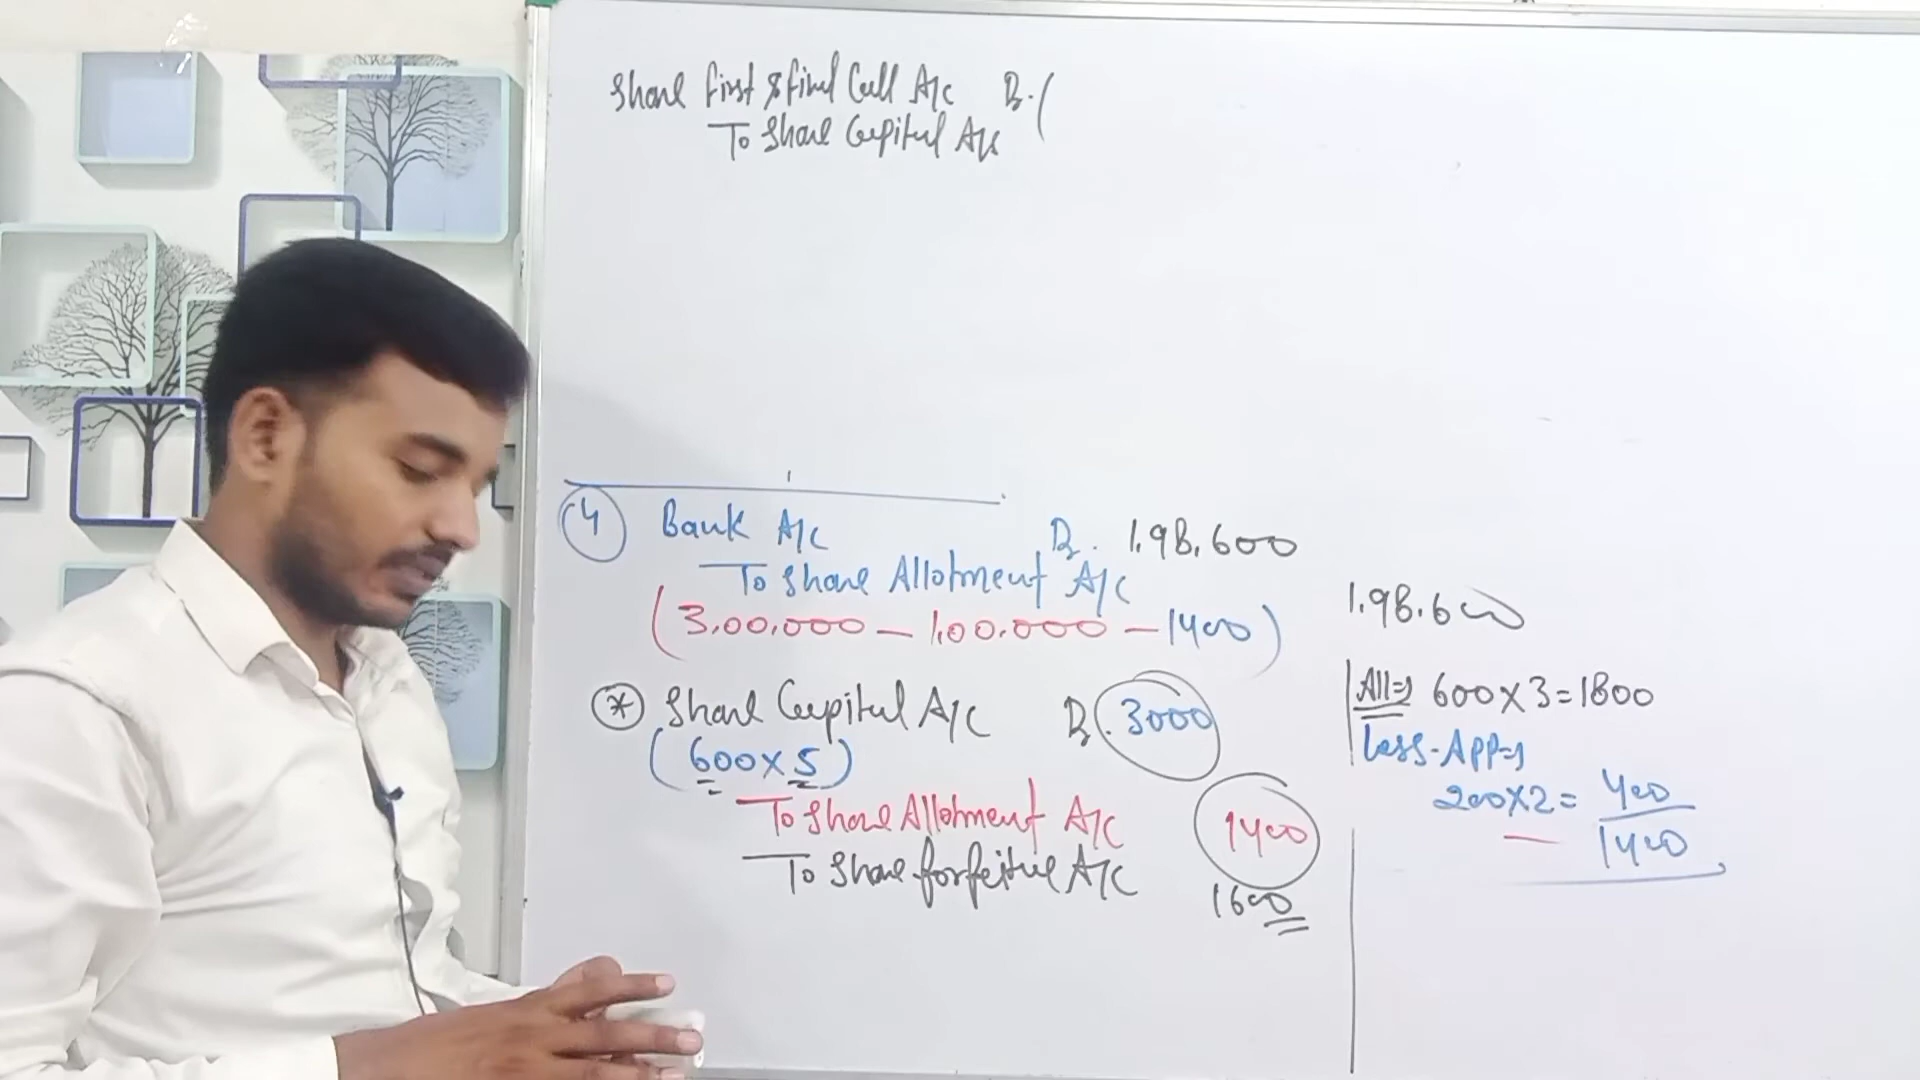 Share first & final Call A/c Dr. (
To Share Capital A/c
4 Bank A/C Dr. 1,98,600
To Share Allotment A/C
(3,00,000 - 1,00,000 - 1400)
* Share Capital A/C Dr. 3000
(600 x 5)
To Share Allotment A/C 1400
To Share forfeiture A/C 1600
1,98,600
All=) 600 x 3 = 1800
Less- App=)
200x2 = 400
1400